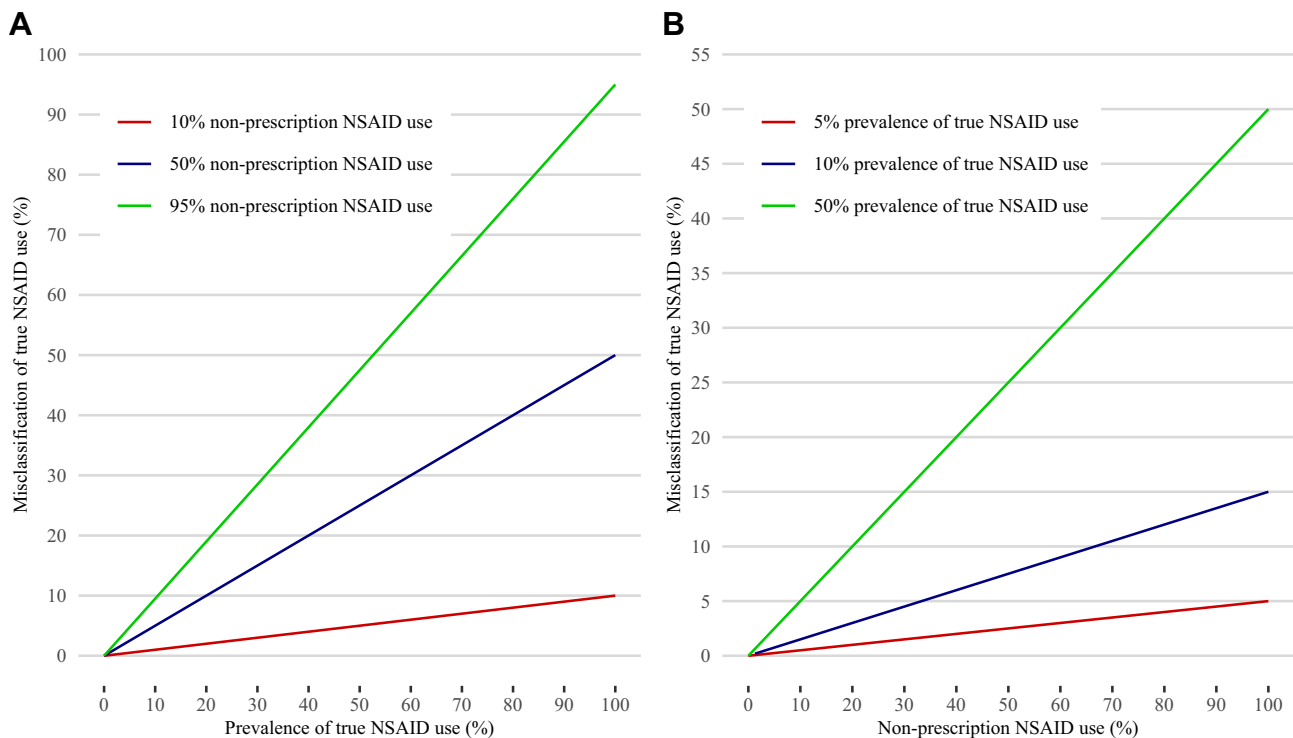 A
Misclassification of true NSAID use (%)
100
90
80
70
60
50
40
30
20
10
0
10% non-prescription NSAID use
50% non-prescription NSAID use
95% non-prescription NSAID use
0 10 20 30 40 50 60 70 80 90 100
Prevalence of true NSAID use (%)
B
Misclassification of true NSAID use (%)
55
50
45
40
35
30
25
20
15
10
5
0
5% prevalence of true NSAID use
10% prevalence of true NSAID use
50% prevalence of true NSAID use
0 10 20 30 40 50 60 70 80 90 100
Non-prescription NSAID use (%)